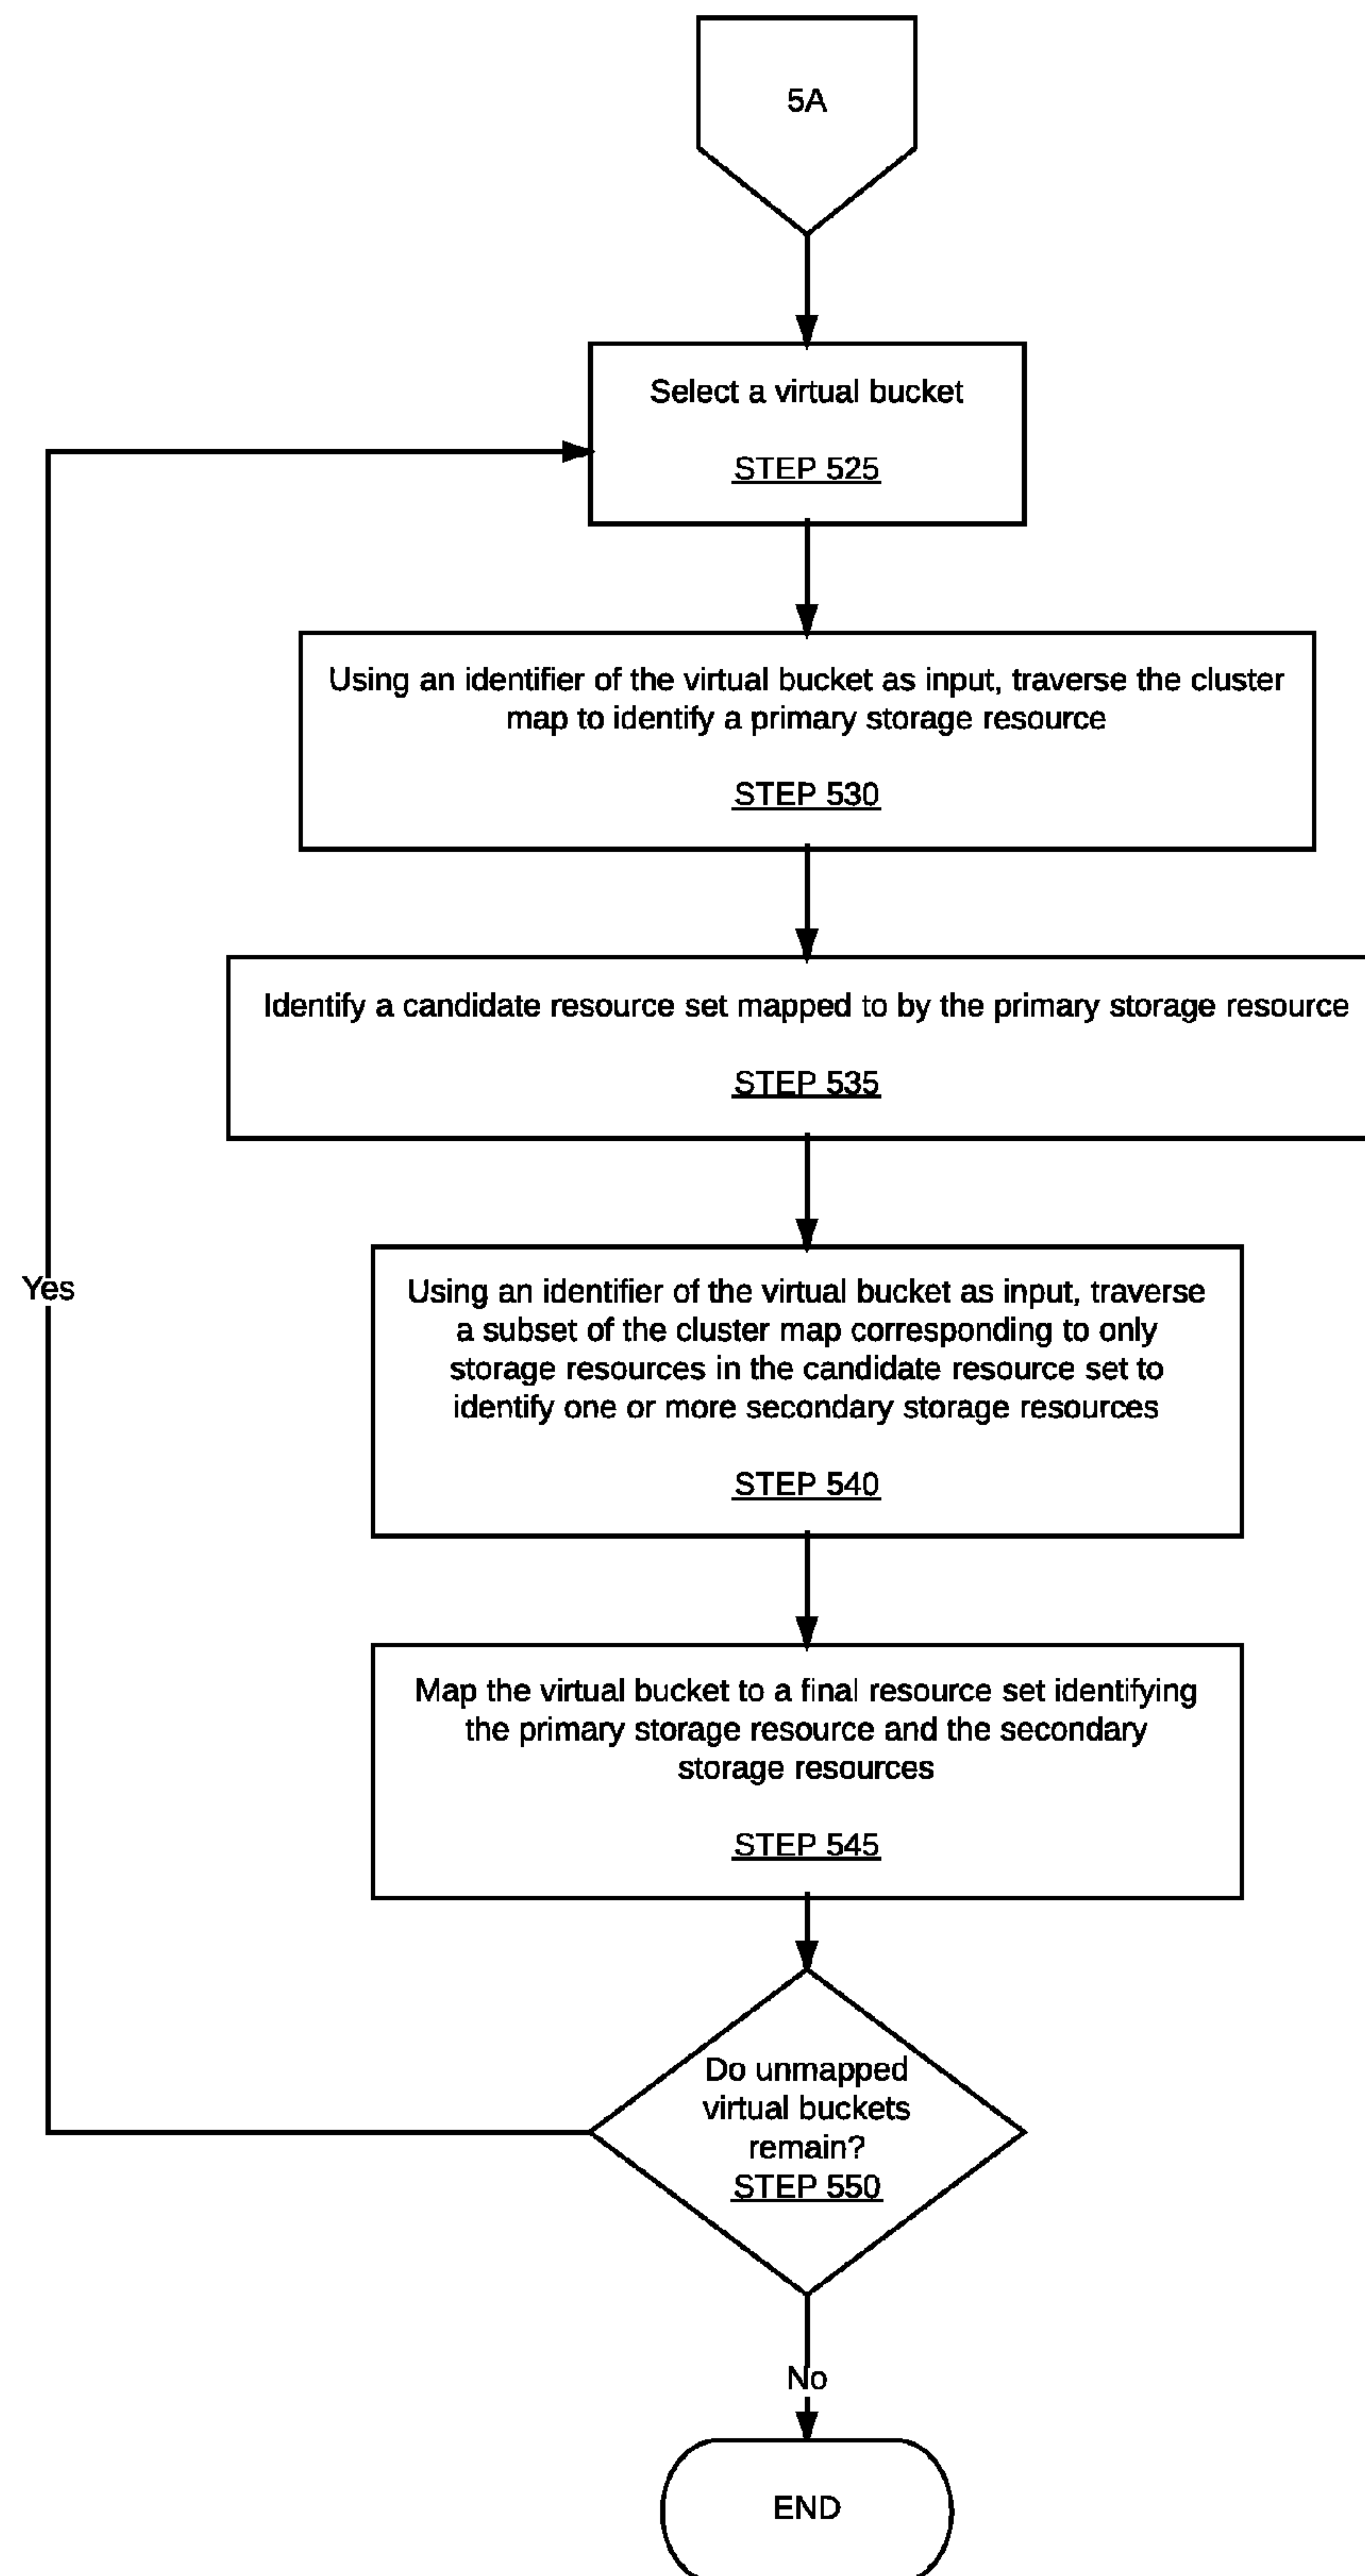 5A
Select a virtual bucket
STEP 525
Using an identifier of the virtual bucket as input, traverse the cluster
map to identify a primary storage resource
STEP 530
Identify a candidate resource set mapped to by the primary storage resource
STEP 535
Using an identifier of the virtual bucket as input, traverse
a subset of the cluster map corresponding to only
storage resources in the candidate resource set to
identify one or more secondary storage resources
STEP 540
Yes
Map the virtual bucket to a final resource set identifying
the primary storage resource and the secondary
storage resources
STEP 545
Do unmapped
virtual buckets
remain?
STEP 550
No
END